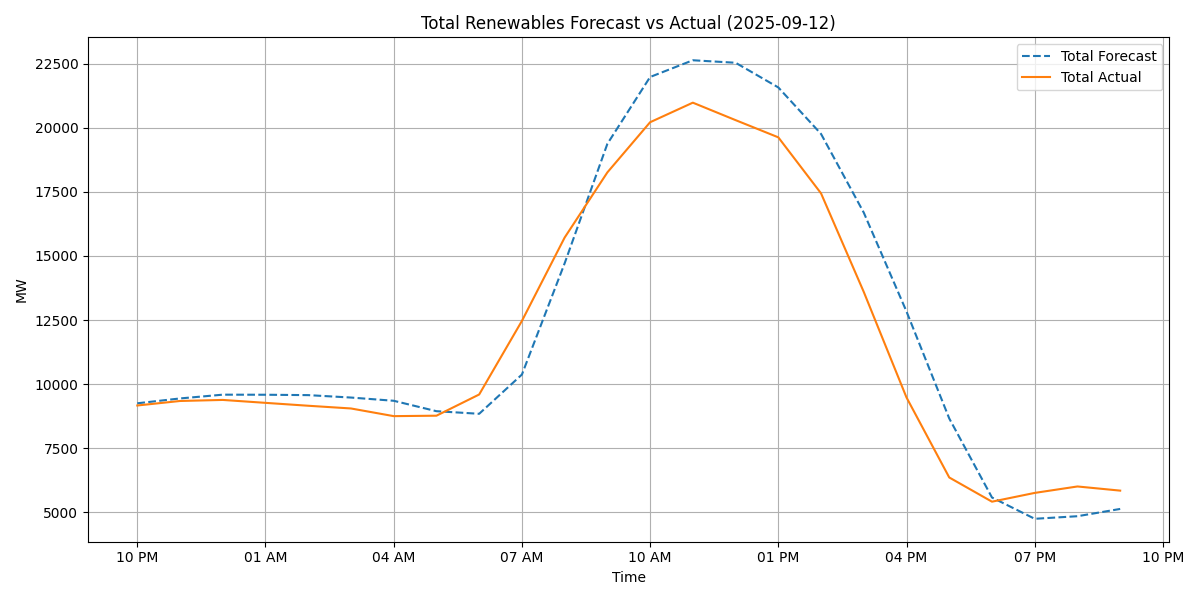 Total Renewables Forecast vs Actual (2025-09-12)
Total Forecast
Total Actual
22500
20000
17500
15000
12500
10000
7500
5000
MW
10 PM
01 AM
04 AM
07 AM
10 AM
01 PM
04 PM
07 PM
10 PM
Time